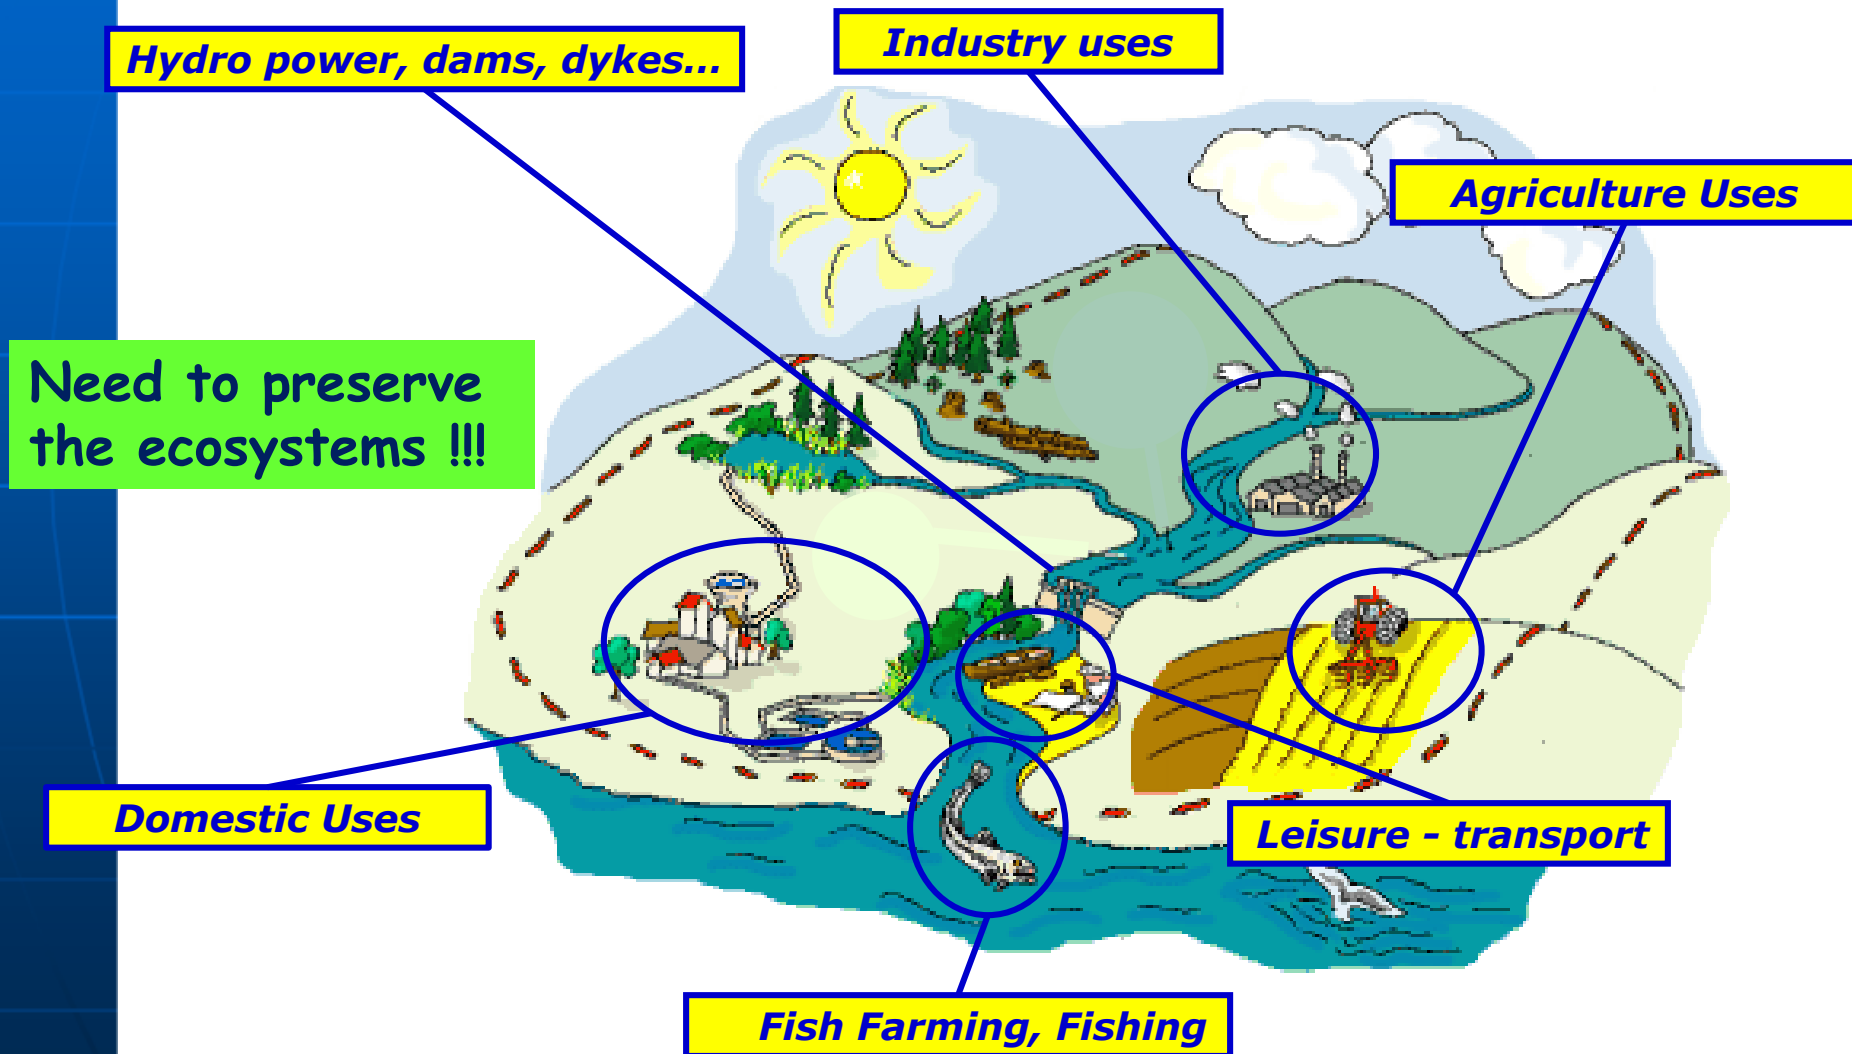 Hydro power, dams, dykes...
Industry uses
Agriculture Uses
Need to preserve
the ecosystems !!!
Domestic Uses
Leisure - transport
Fish Farming, Fishing